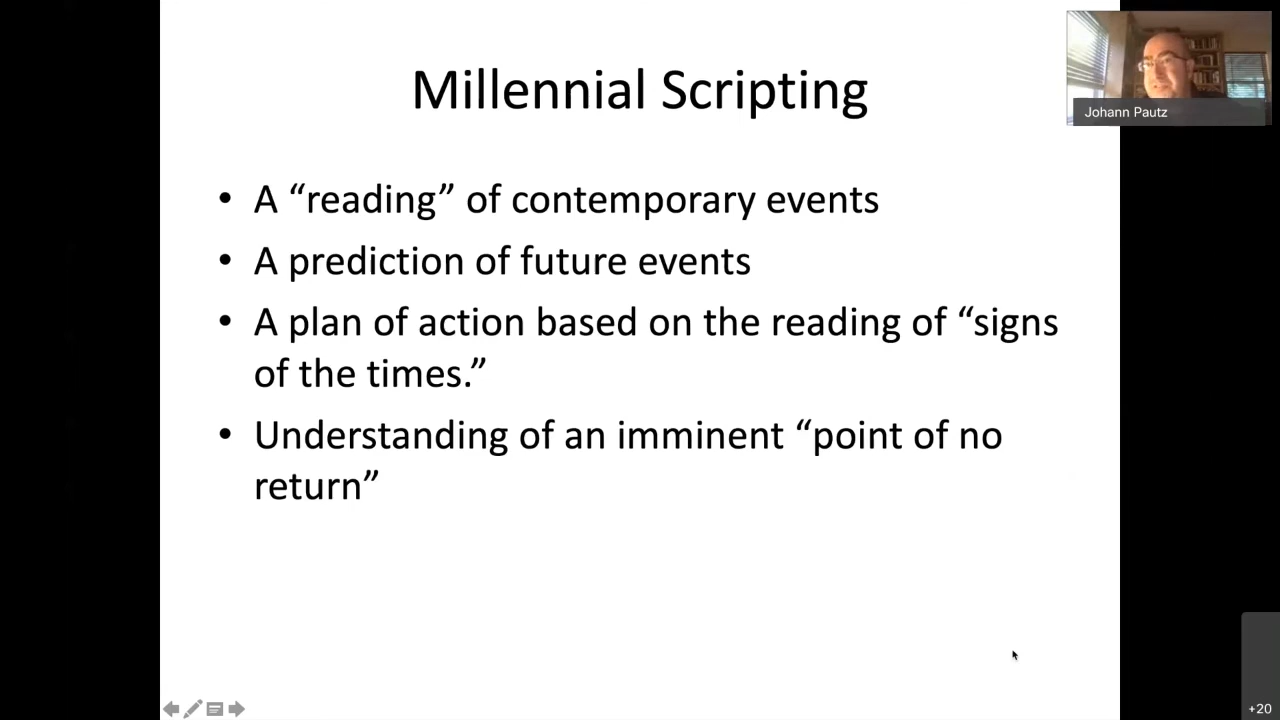 Millennial Scripting
Johann Pautz
• A “reading” of contemporary events
• A prediction of future events
• A plan of action based on the reading of “signs
of the times.”
• Understanding of an imminent “point of no
return”
+20